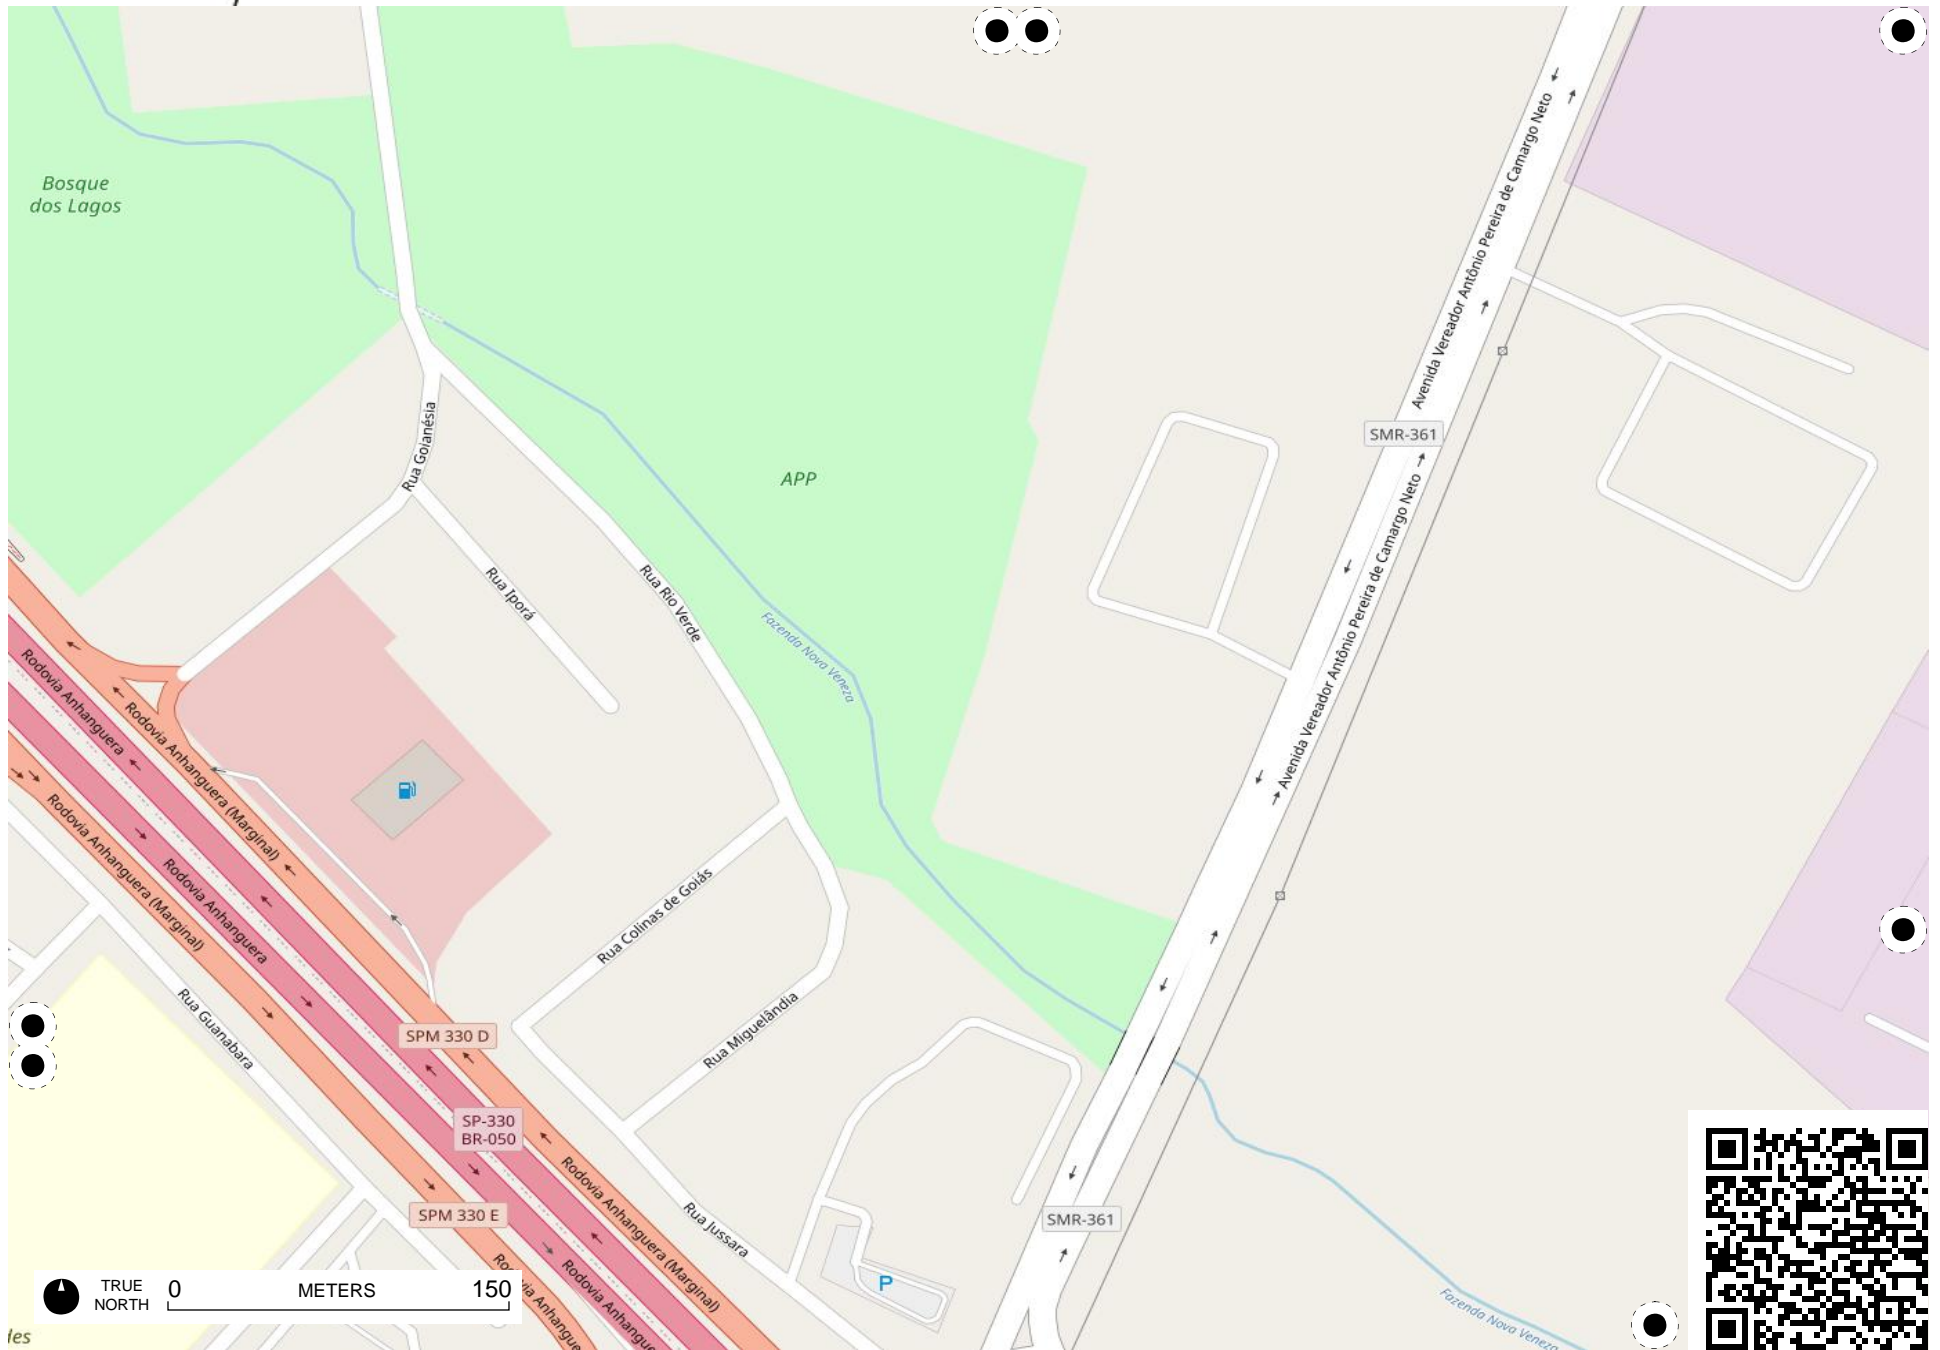 Bosque
dos Lagos
Avenida Vereador Antônio Pereira de Camargo Neto
SMR-361
Rua Goianésia
APP
Avenida Vereador Antônio Pereira de Camargo Neto
Rua Iporá
Rua Rio Verde
Fazenda Nova Veneza
Rodovia Anhanguera
Rodovia Anhanguera (Marginal)
Rodovia Anhanguera (Marginal)
Rodovia Anhanguera
Rua Colinas de Goiás
Rua Guanabara
Rua Miguelândia
SPM 330 D
SP-330
BR-050
SPM 330 E
Rodovia Anhanguera (Marginal)
Rua Jussara
SMR-361
P
Rodovia Anhangue
Fazenda Nova Veneza
TRUE
NORTH
0 METERS 150
des